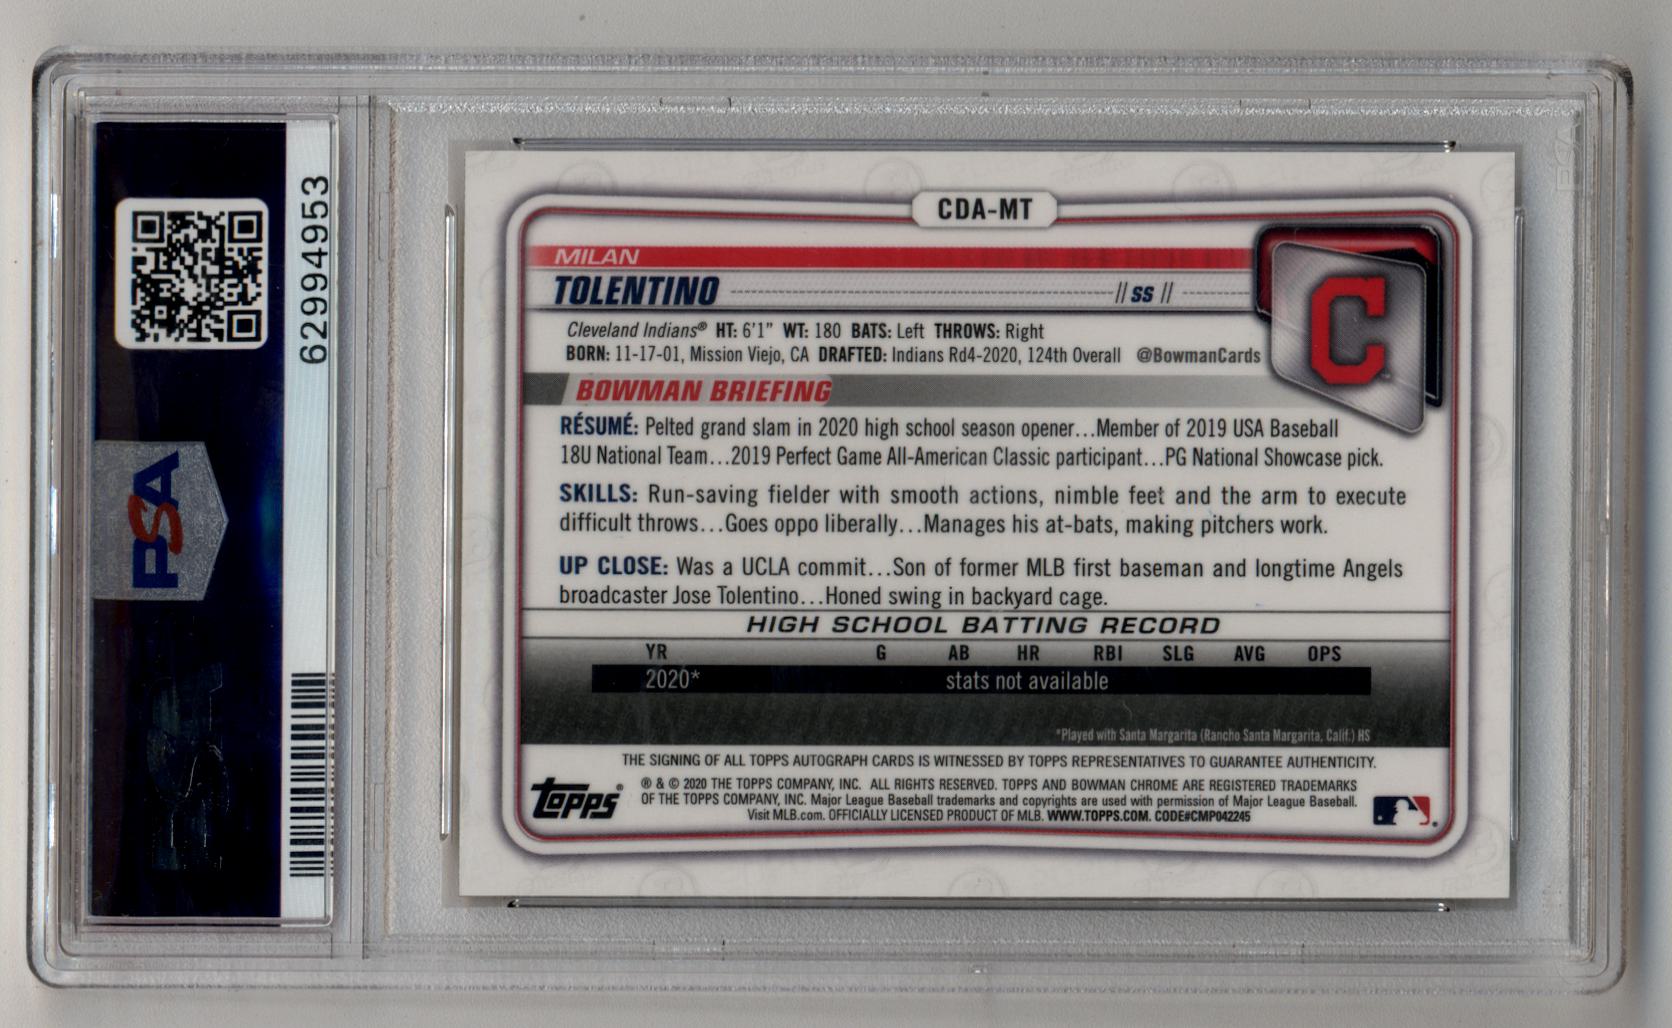 62994953
PSA
CDA-MT
MILAN
TOLENTINO // SS //
C
Cleveland Indians® HT: 6'1" WT: 180 BATS: Left THROWS: Right
BORN: 11-17-01, Mission Viejo, CA DRAFTED: Indians Rd4-2020, 124th Overall @BowmanCards
BOWMAN BRIEFING
RÉSUMÉ: Pelted grand slam in 2020 high school season opener...Member of 2019 USA Baseball
18U National Team...2019 Perfect Game All-American Classic participant...PG National Showcase pick.
SKILLS: Run-saving fielder with smooth actions, nimble feet and the arm to execute
difficult throws...Goes oppo liberally...Manages his at-bats, making pitchers work.
UP CLOSE: Was a UCLA commit...Son of former MLB first baseman and longtime Angels
broadcaster Jose Tolentino...Honed swing in backyard cage.
HIGH SCHOOL BATTING RECORD
YR G AB HR RBI SLG AVG OPS
2020* stats not available
*Played with Santa Margarita (Rancho Santa Margarita, Calif.) HS
THE SIGNING OF ALL TOPPS AUTOGRAPH CARDS IS WITNESSED BY TOPPS REPRESENTATIVES TO GUARANTEE AUTHENTICITY.
topps®
® & © 2020 THE TOPPS COMPANY, INC. ALL RIGHTS RESERVED. TOPPS AND BOWMAN CHROME ARE REGISTERED TRADEMARKS
OF THE TOPPS COMPANY, INC. Major League Baseball trademarks and copyrights are used with permission of Major League Baseball.
Visit MLB.com. OFFICIALLY LICENSED PRODUCT OF MLB. WWW.TOPPS.COM. CODE#CMP042245
PSA